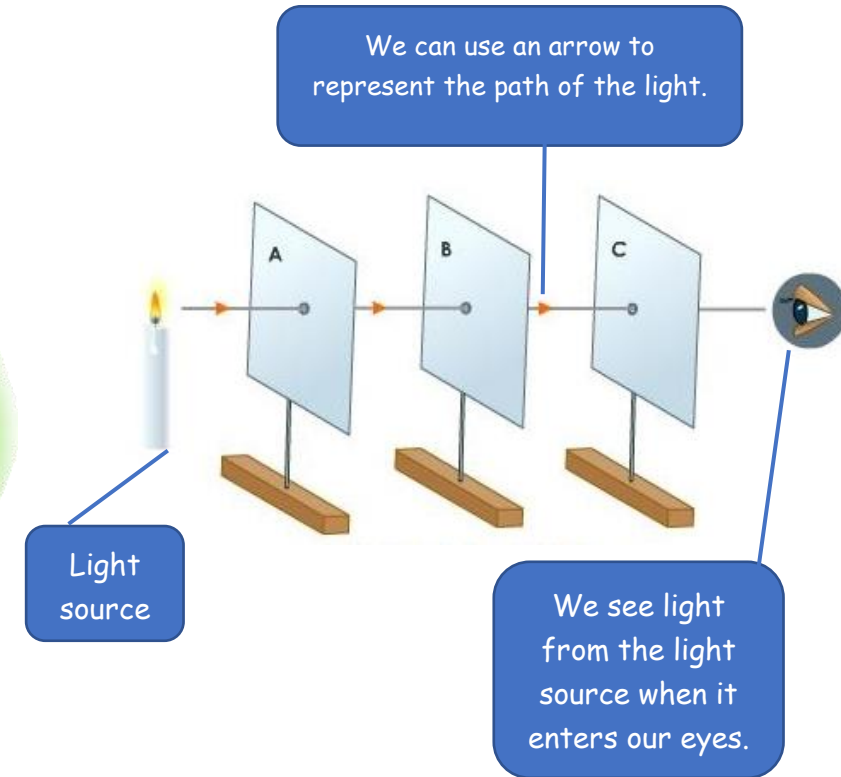 We can use an arrow to
represent the path of the light.
A
B
C
Light
source
We see light
from the light
source when it
enters our eyes.